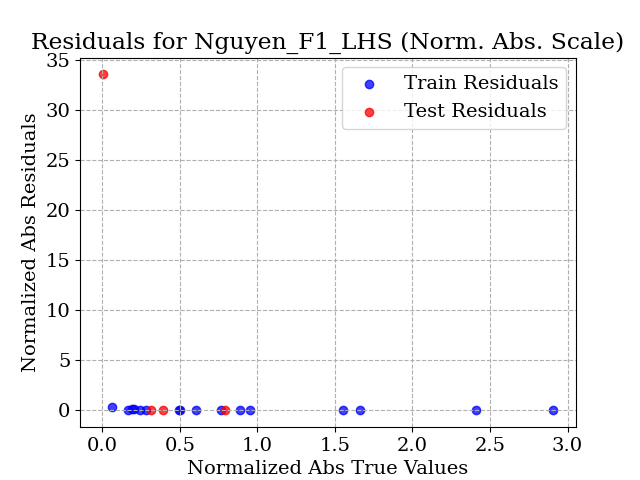 Residuals for Nguyen_F1_LHS (Norm. Abs. Scale)
Train Residuals
Test Residuals
Normalized Abs Residuals
35
30
25
20
15
10
5
0
0.0 0.5 1.0 1.5 2.0 2.5 3.0
Normalized Abs True Values